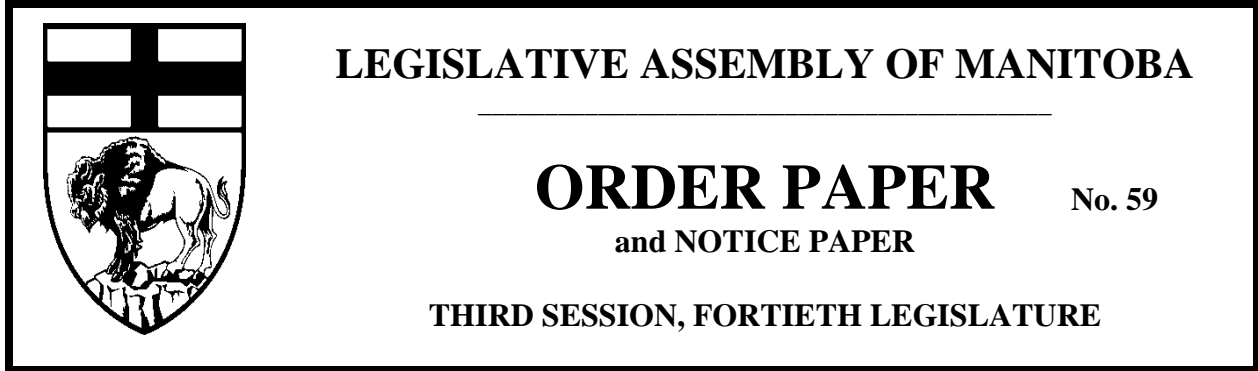 LEGISLATIVE ASSEMBLY OF MANITOBA
ORDER PAPER No. 59
and NOTICE PAPER
THIRD SESSION, FORTIETH LEGISLATURE